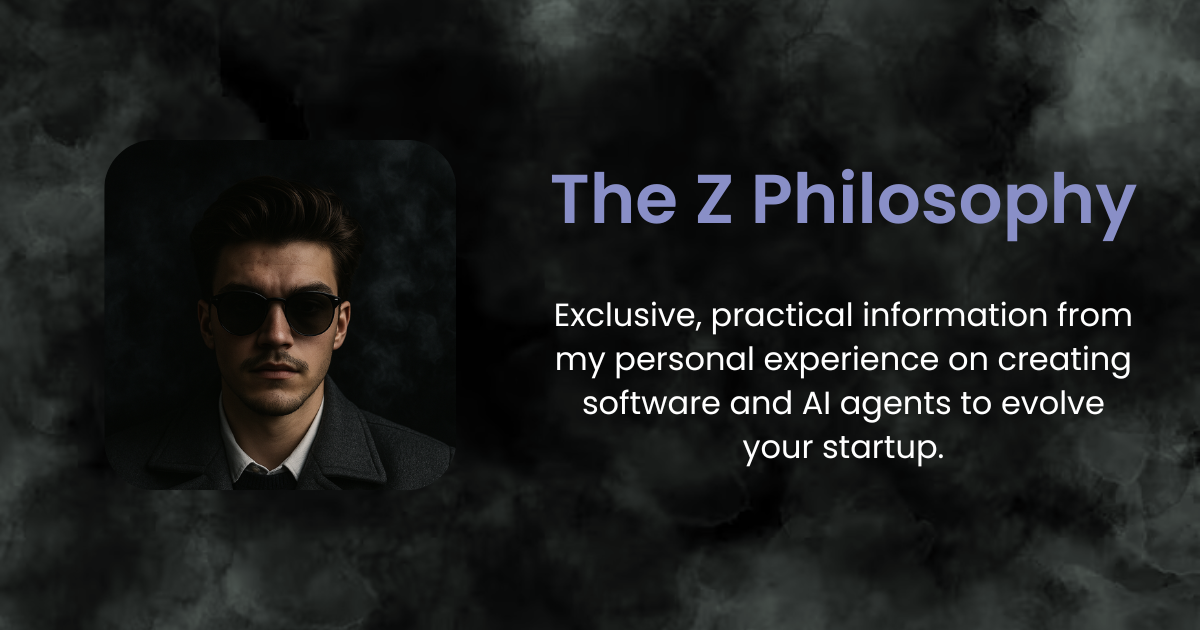 The Z Philosophy
Exclusive, practical information from
my personal experience on creating
software and AI agents to evolve
your startup.